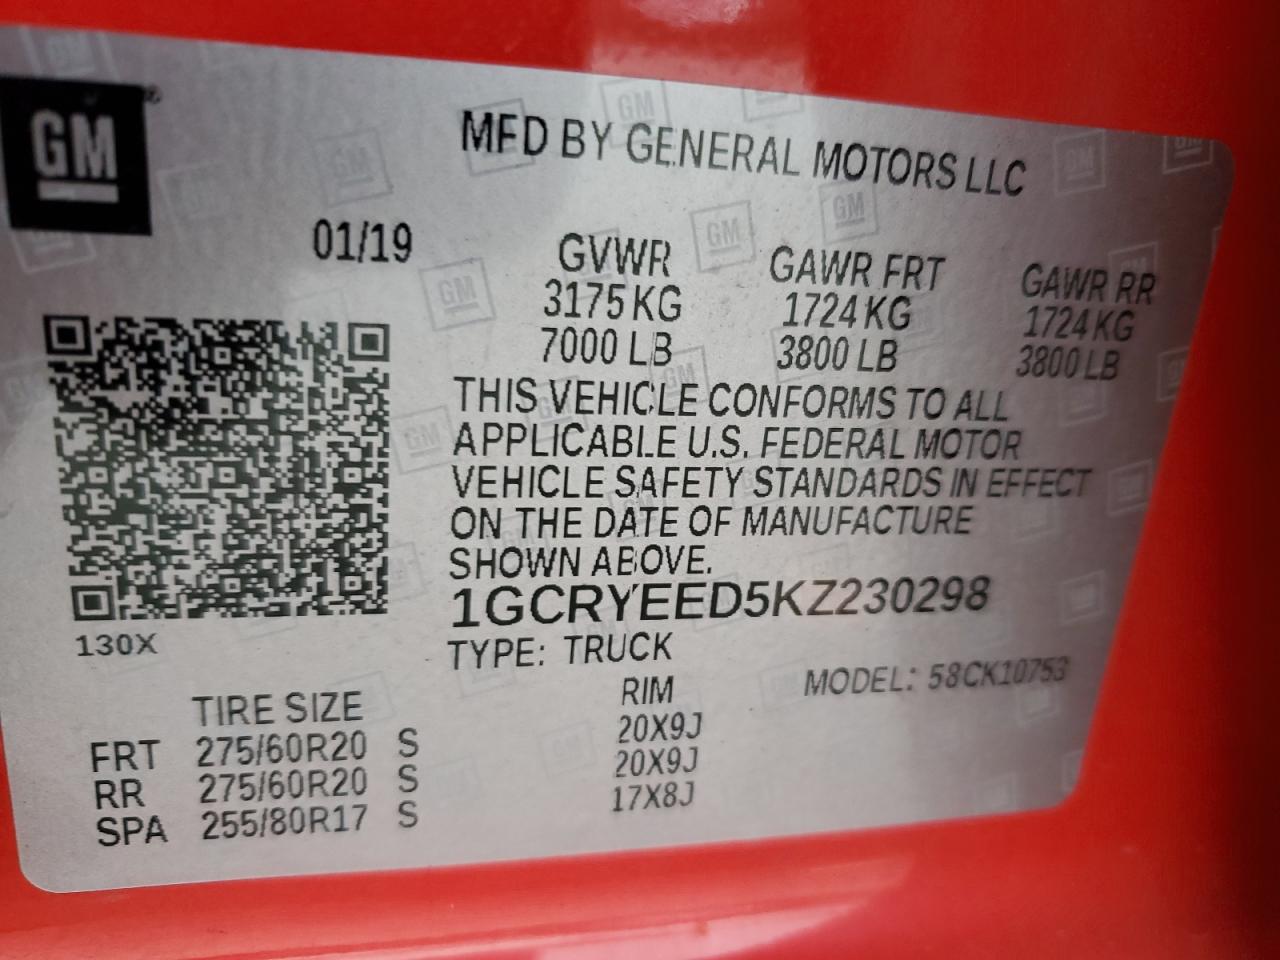 GM
MFD BY GENERAL MOTORS LLC
01/19
GVWR GAWR FRT GAWR RR
3175 KG 1724 KG 1724 KG
7000 LB 3800 LB 3800 LB
THIS VEHICLE CONFORMS TO ALL
APPLICABLE U.S. FEDERAL MOTOR
VEHICLE SAFETY STANDARDS IN EFFECT
ON THE DATE OF MANUFACTURE
SHOWN ABOVE.
1GCRYEED5KZ230298
130X
TYPE: TRUCK
MODEL: 58CK10753
TIRE SIZE RIM
FRT 275/60R20 S 20X9J
RR 275/60R20 S 20X9J
SPA 255/80R17 S 17X8J